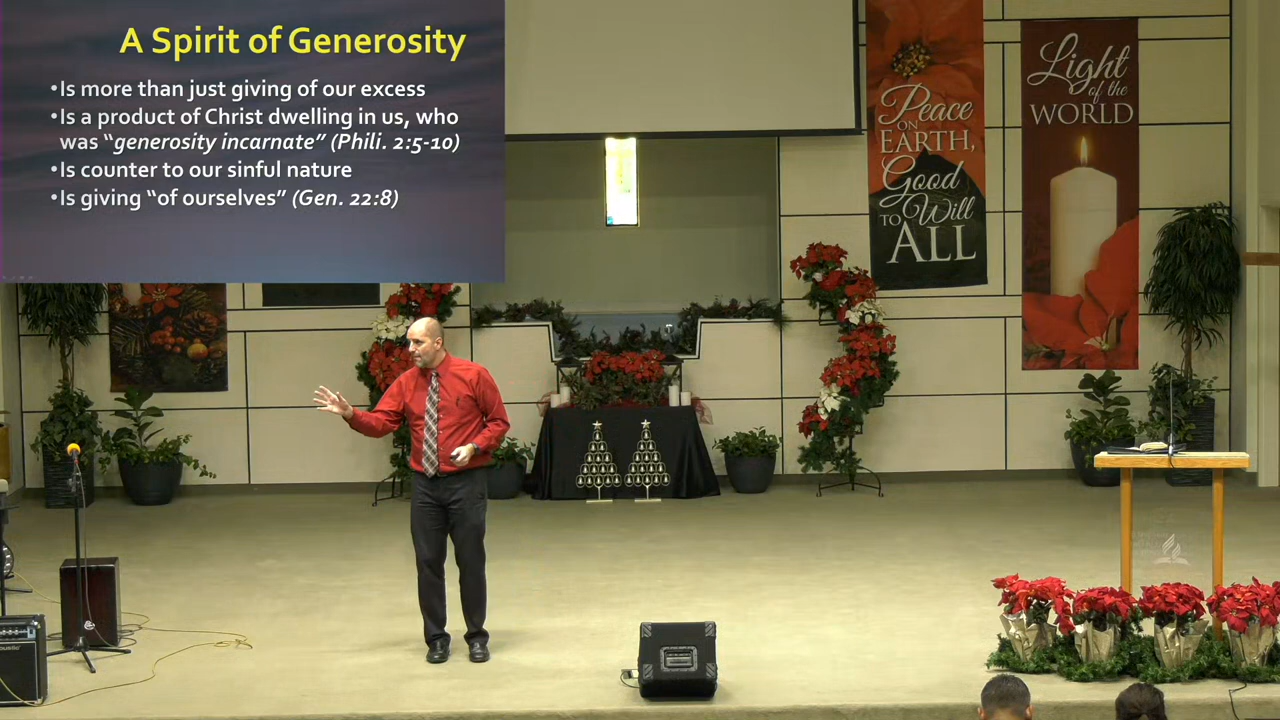 A Spirit of Generosity
•Is more than just giving of our excess
•Is a product of Christ dwelling in us, who
was “generosity incarnate” (Phili. 2:5-10)
•Is counter to our sinful nature
•Is giving “of ourselves” (Gen. 22:8)
Peace
ON
EARTH,
Good
TO Will
ALL
Light
of the
WORLD